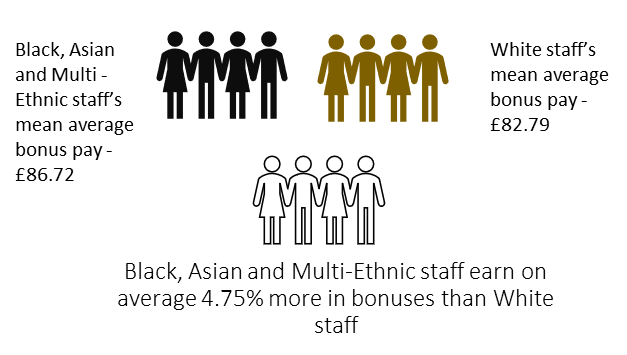 Black, Asian
and Multi -
Ethnic staff's
mean average
bonus pay -
£86.72
White staff's
mean average
bonus pay -
£82.79
Black, Asian and Multi-Ethnic staff earn on
average 4.75% more in bonuses than White
staff